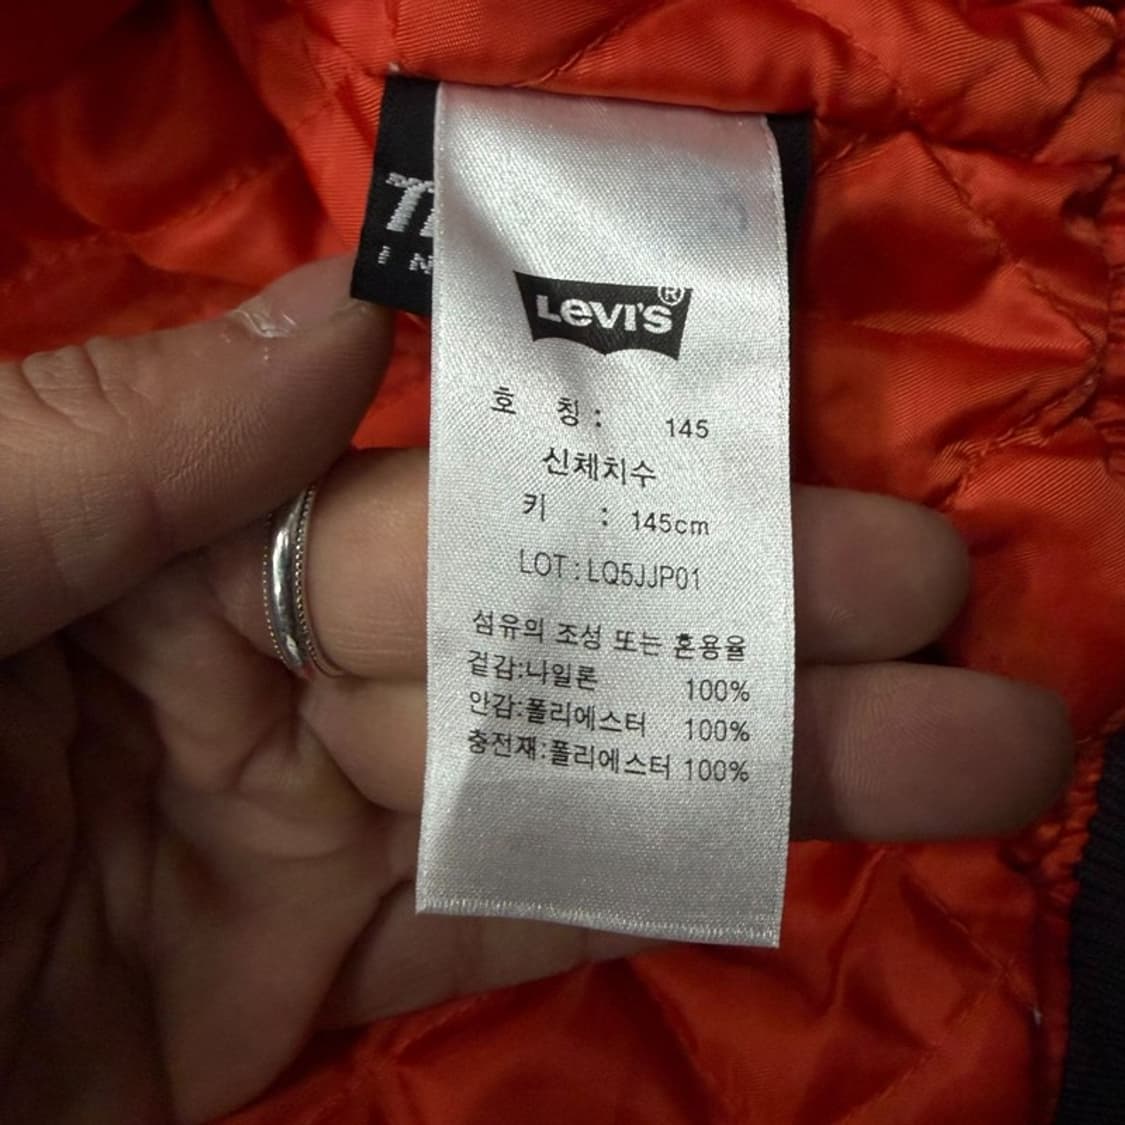 LEVI'S®
호 칭 : 145
신체치수
키 : 145cm
LOT : LQ5JJP01
섬유의 조성 또는 혼용율
겉감:나일론 100%
안감:폴리에스터 100%
충전재:폴리에스터 100%